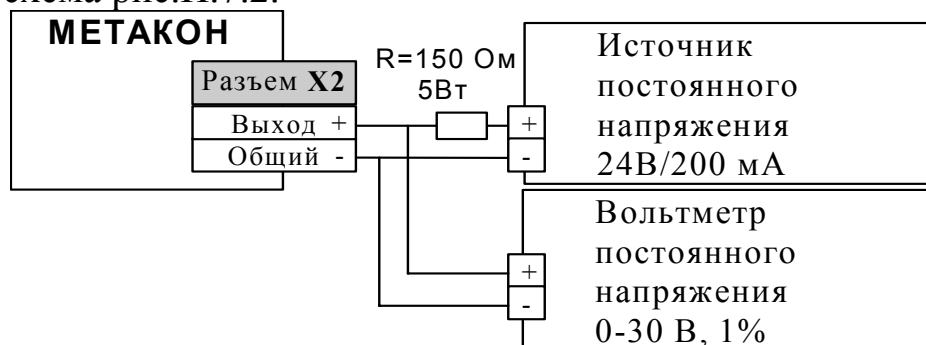 схема рис.П.7.2.
МЕТАКОН
Разъем X2
Выход +
Общий -
R=150 Ом
5Вт
+
-
Источник
постоянного
напряжения
24В/200 мА
+
-
Вольтметр
постоянного
напряжения
0-30 В, 1%